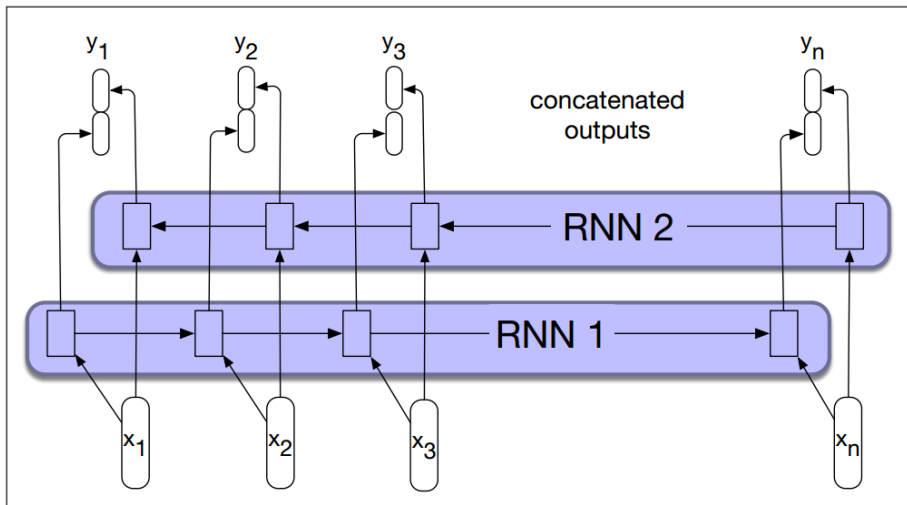 y1 y2 y3 yn
concatenated
outputs
RNN 2
RNN 1
x1 x2 x3 xn